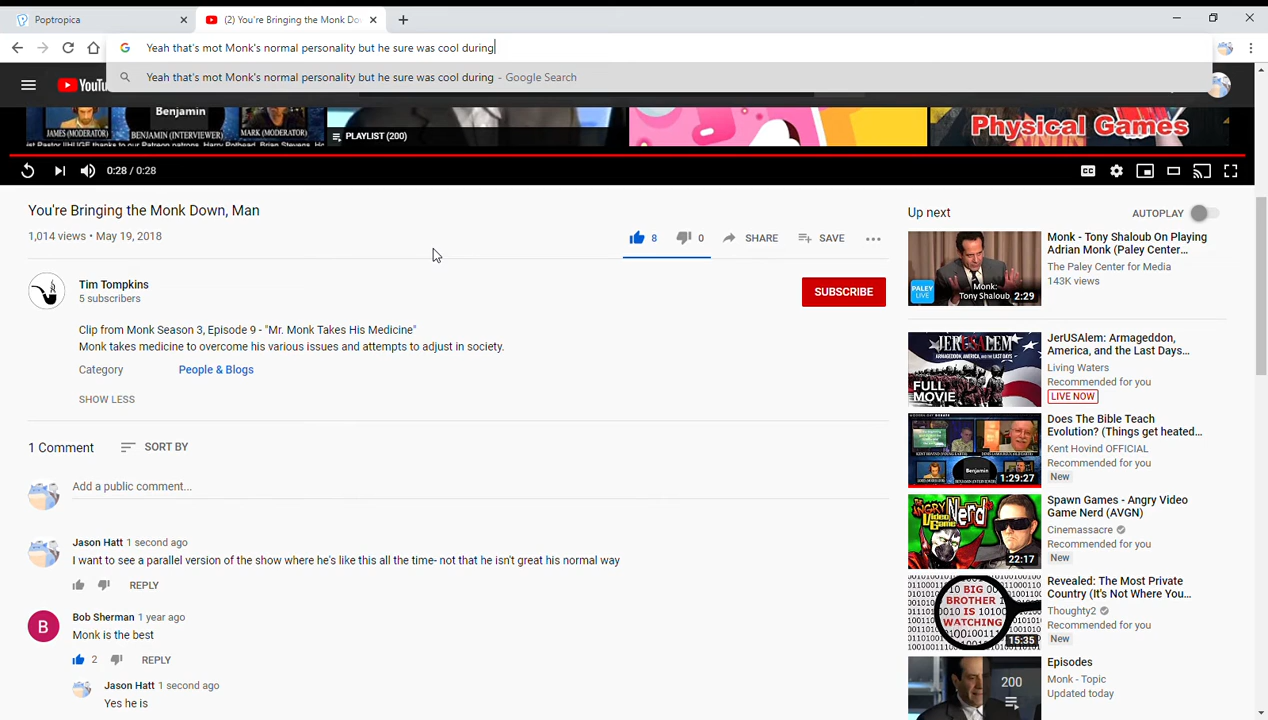 Poptropica
(2) You're Bringing the Monk Do
Yeah that's mot Monk's normal personality but he sure was cool during
Yeah that's mot Monk's normal personality but he sure was cool during - Google Search
YouTu
JAMES (MODERATOR)
Benjamin
BENJAMIN (INTERVIEWER)
MARK (MODERATOR)
PLAYLIST (200)
Physical Games
0:28 / 0:28
You're Bringing the Monk Down, Man
1,014 views • May 19, 2018
8
0
SHARE
SAVE
Tim Tompkins
5 subscribers
SUBSCRIBE
Clip from Monk Season 3, Episode 9 - "Mr. Monk Takes His Medicine"
Monk takes medicine to overcome his various issues and attempts to adjust in society.
Category
People & Blogs
SHOW LESS
1 Comment
SORT BY
Add a public comment...
Jason Hatt 1 second ago
I want to see a parallel version of the show where he's like this all the time- not that he isn't great his normal way
REPLY
B
Bob Sherman 1 year ago
Monk is the best
2
REPLY
Jason Hatt 1 second ago
Yes he is
Up next
AUTOPLAY
PALEY
LIVE
Monk:
Tony Shaloub
2:29
Monk - Tony Shaloub On Playing
Adrian Monk (Paley Center...
The Paley Center for Media
143K views
JERUSALEM
FULL
MOVIE
JerUSAlem: Armageddon,
America, and the Last Days...
Living Waters
Recommended for you
LIVE NOW
Benjamin
1:29:27
Does The Bible Teach
Evolution? (Things get heated...
Kent Hovind OFFICIAL
Recommended for you
New
THE ANGRY
Nerd
22:17
Spawn Games - Angry Video
Game Nerd (AVGN)
Cinemassacre
Recommended for you
New
BIG
BROTHER
IS
WATCHING
15:35
Revealed: The Most Private
Country (It's Not Where You...
Thoughty2
Recommended for you
New
200
Episodes
Monk - Topic
Updated today